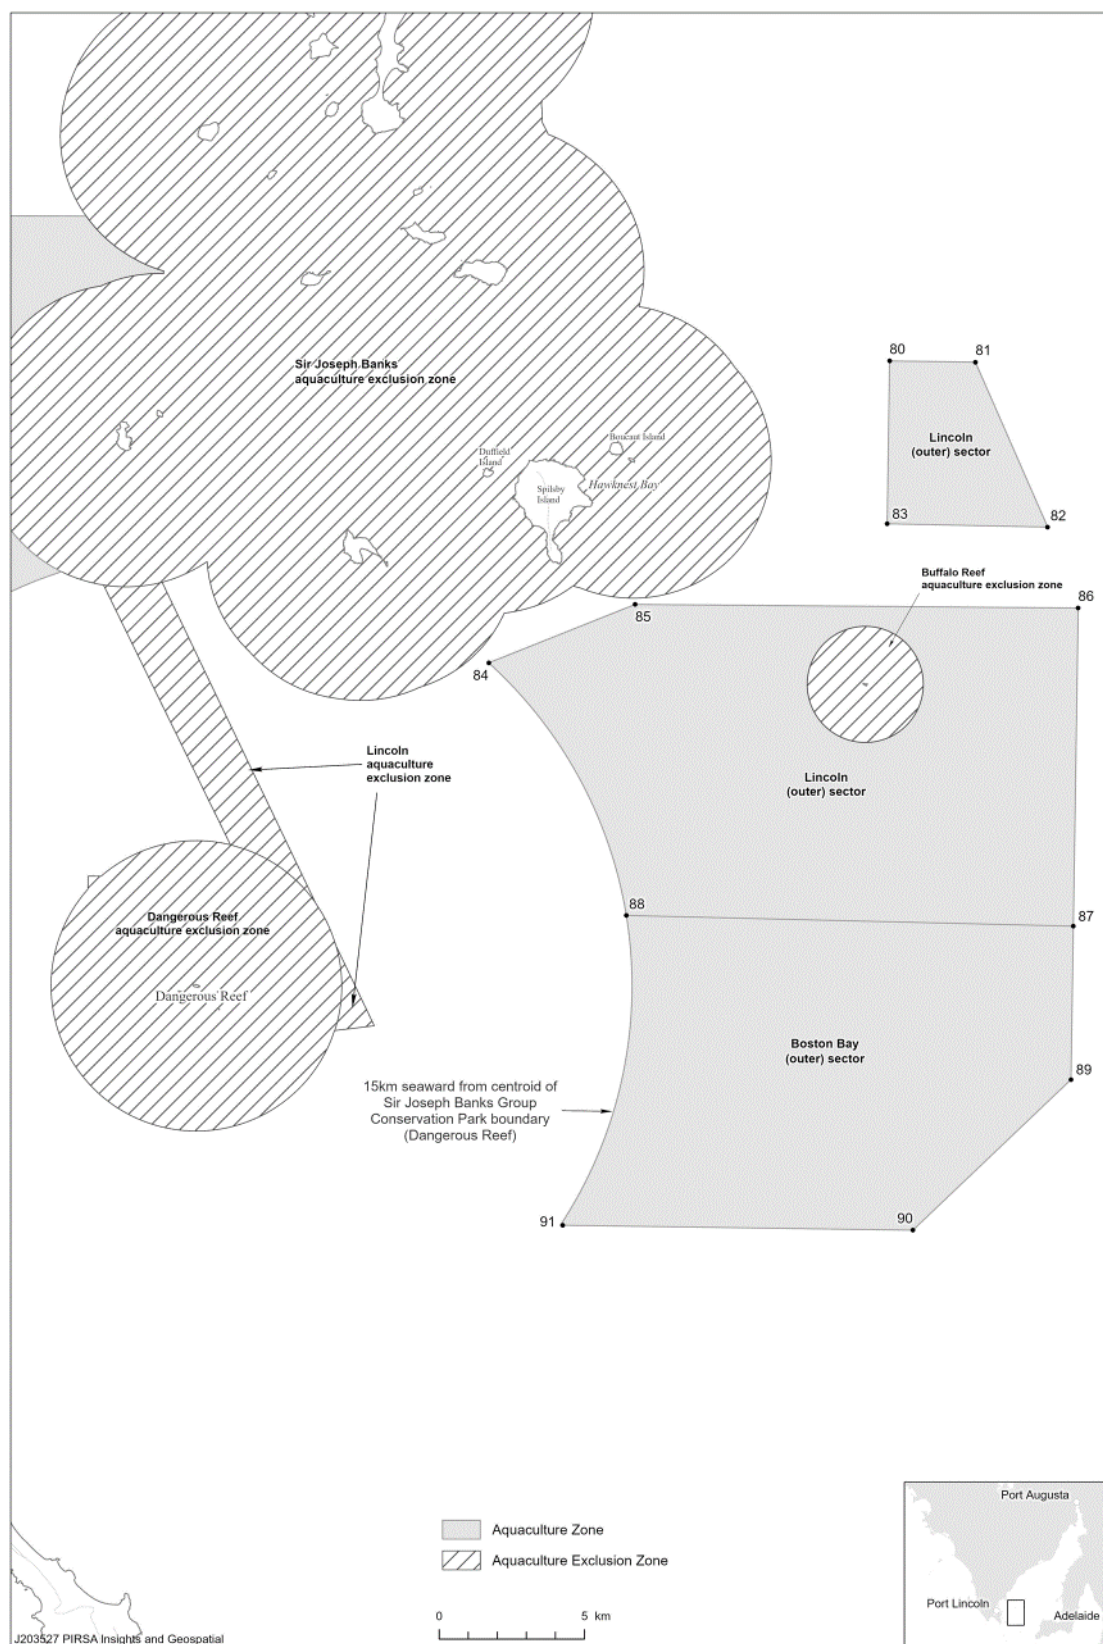 Sir Joseph Banks
aquaculture exclusion zone
80
81
Lincoln
(outer) sector
83
82
Duffield
Island
Boucaut Island
Hawknest Bay
Spilsby
Island
Buffalo Reef
aquaculture exclusion zone
85
86
84
Lincoln
aquaculture
exclusion zone
Lincoln
(outer) sector
88
87
Dangerous Reef
aquaculture exclusion zone
Dangerous Reef
Boston Bay
(outer) sector
89
15km seaward from centroid of
Sir Joseph Banks Group
Conservation Park boundary
(Dangerous Reef)
91
90
Aquaculture Zone
Aquaculture Exclusion Zone
0 5 km
Port Augusta
Port Lincoln
Adelaide
J203527 PIRSA Insights and Geospatial